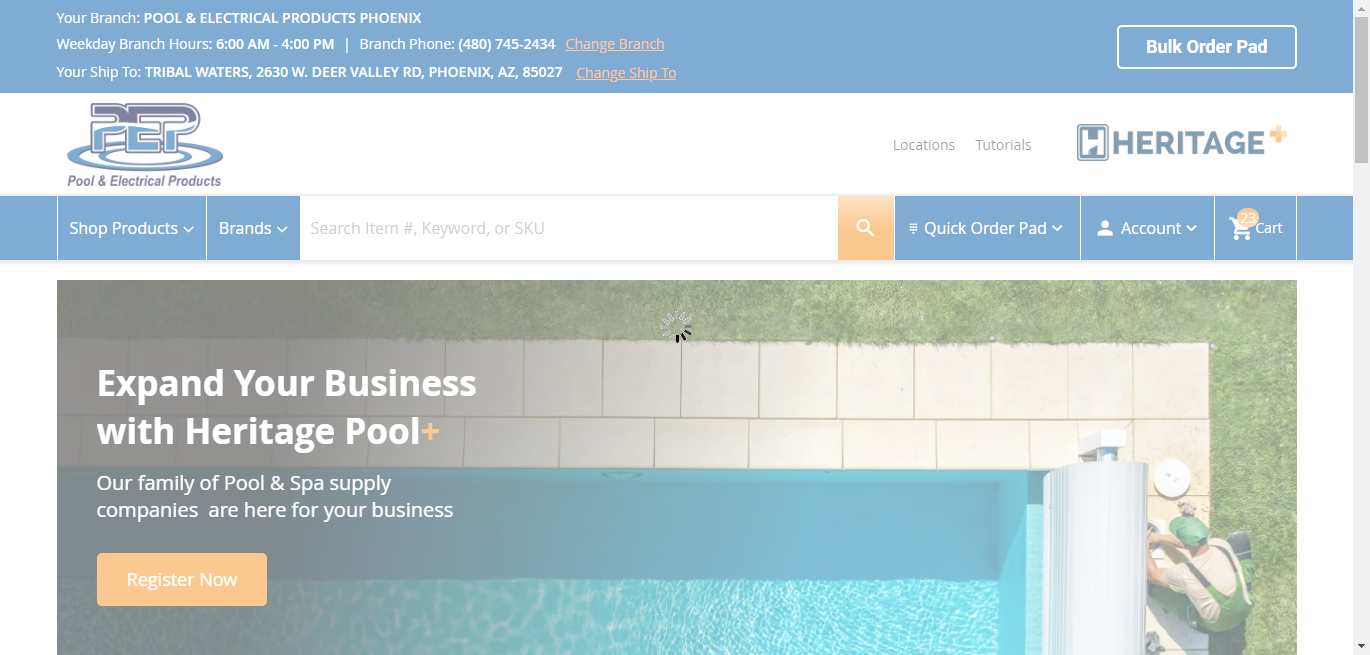 Your Branch: POOL & ELECTRICAL PRODUCTS PHOENIX
Weekday Branch Hours: 6:00 AM - 4:00 PM | Branch Phone: (480) 745-2434 Change Branch
Your Ship To: TRIBAL WATERS, 2630 W. DEER VALLEY RD, PHOENIX, AZ, 85027 Change Ship To
Bulk Order Pad
PEP
Pool & Electrical Products
Locations Tutorials
H HERITAGE+
Shop Products Brands Search Item #, Keyword, or SKU Quick Order Pad Account 23 Cart
Expand Your Business
with Heritage Pool+
Our family of Pool & Spa supply
companies are here for your business
Register Now